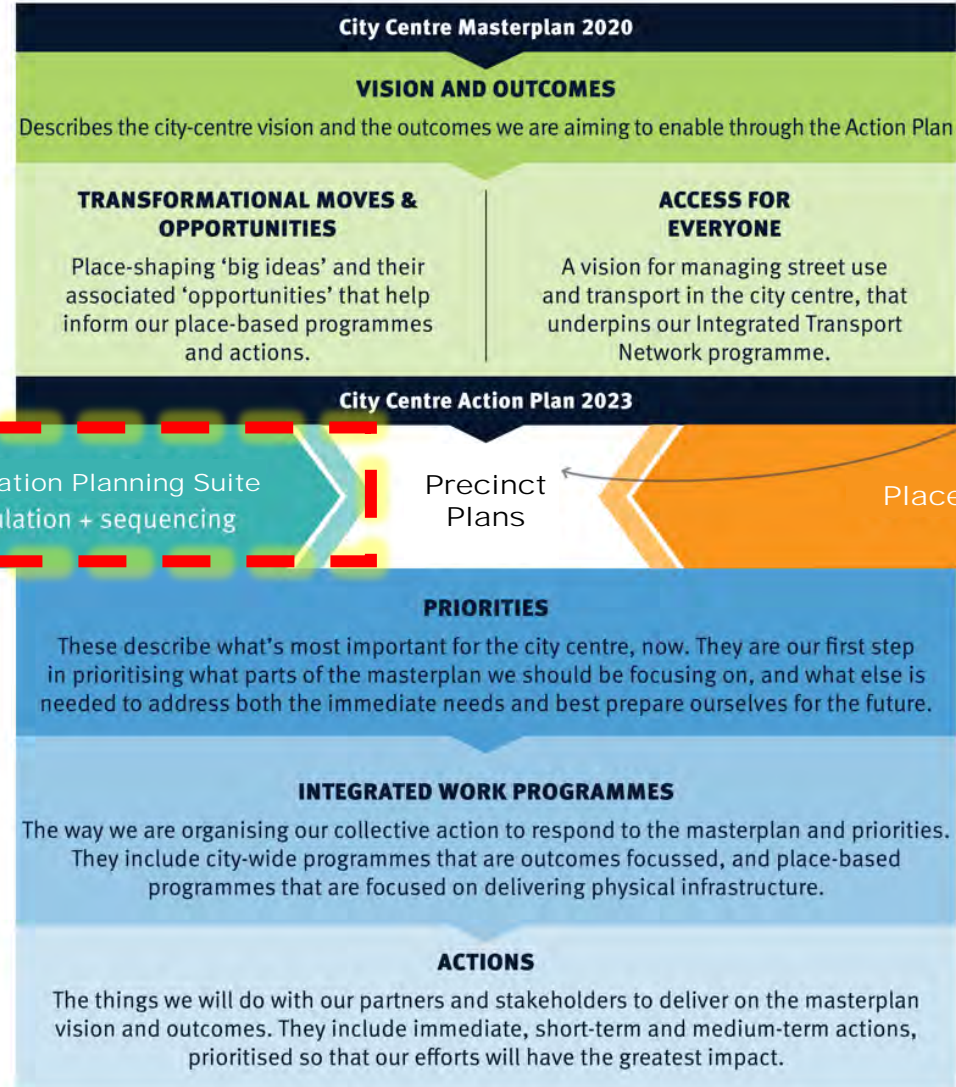 City Centre Masterplan 2020
VISION AND OUTCOMES
Describes the city-centre vision and the outcomes we are aiming to enable through the Action Plan
TRANSFORMATIONAL MOVES &
OPPORTUNITIES
Place-shaping ‘big ideas’ and their
associated ‘opportunities’ that help
inform our place-based programmes
and actions.
ACCESS FOR
EVERYONE
A vision for managing street use
and transport in the city centre, that
underpins our Integrated Transport
Network programme.
City Centre Action Plan 2023
Planning Suite
+ sequencing
Precinct
Plans
Place
PRIORITIES
These describe what’s most important for the city centre, now. They are our first step
in prioritising what parts of the masterplan we should be focusing on, and what else is
needed to address both the immediate needs and best prepare ourselves for the future.
INTEGRATED WORK PROGRAMMES
The way we are organising our collective action to respond to the masterplan and priorities.
They include city-wide programmes that are outcomes focussed, and place-based
programmes that are focused on delivering physical infrastructure.
ACTIONS
The things we will do with our partners and stakeholders to deliver on the masterplan
vision and outcomes. They include immediate, short-term and medium-term actions,
prioritised so that our efforts will have the greatest impact.